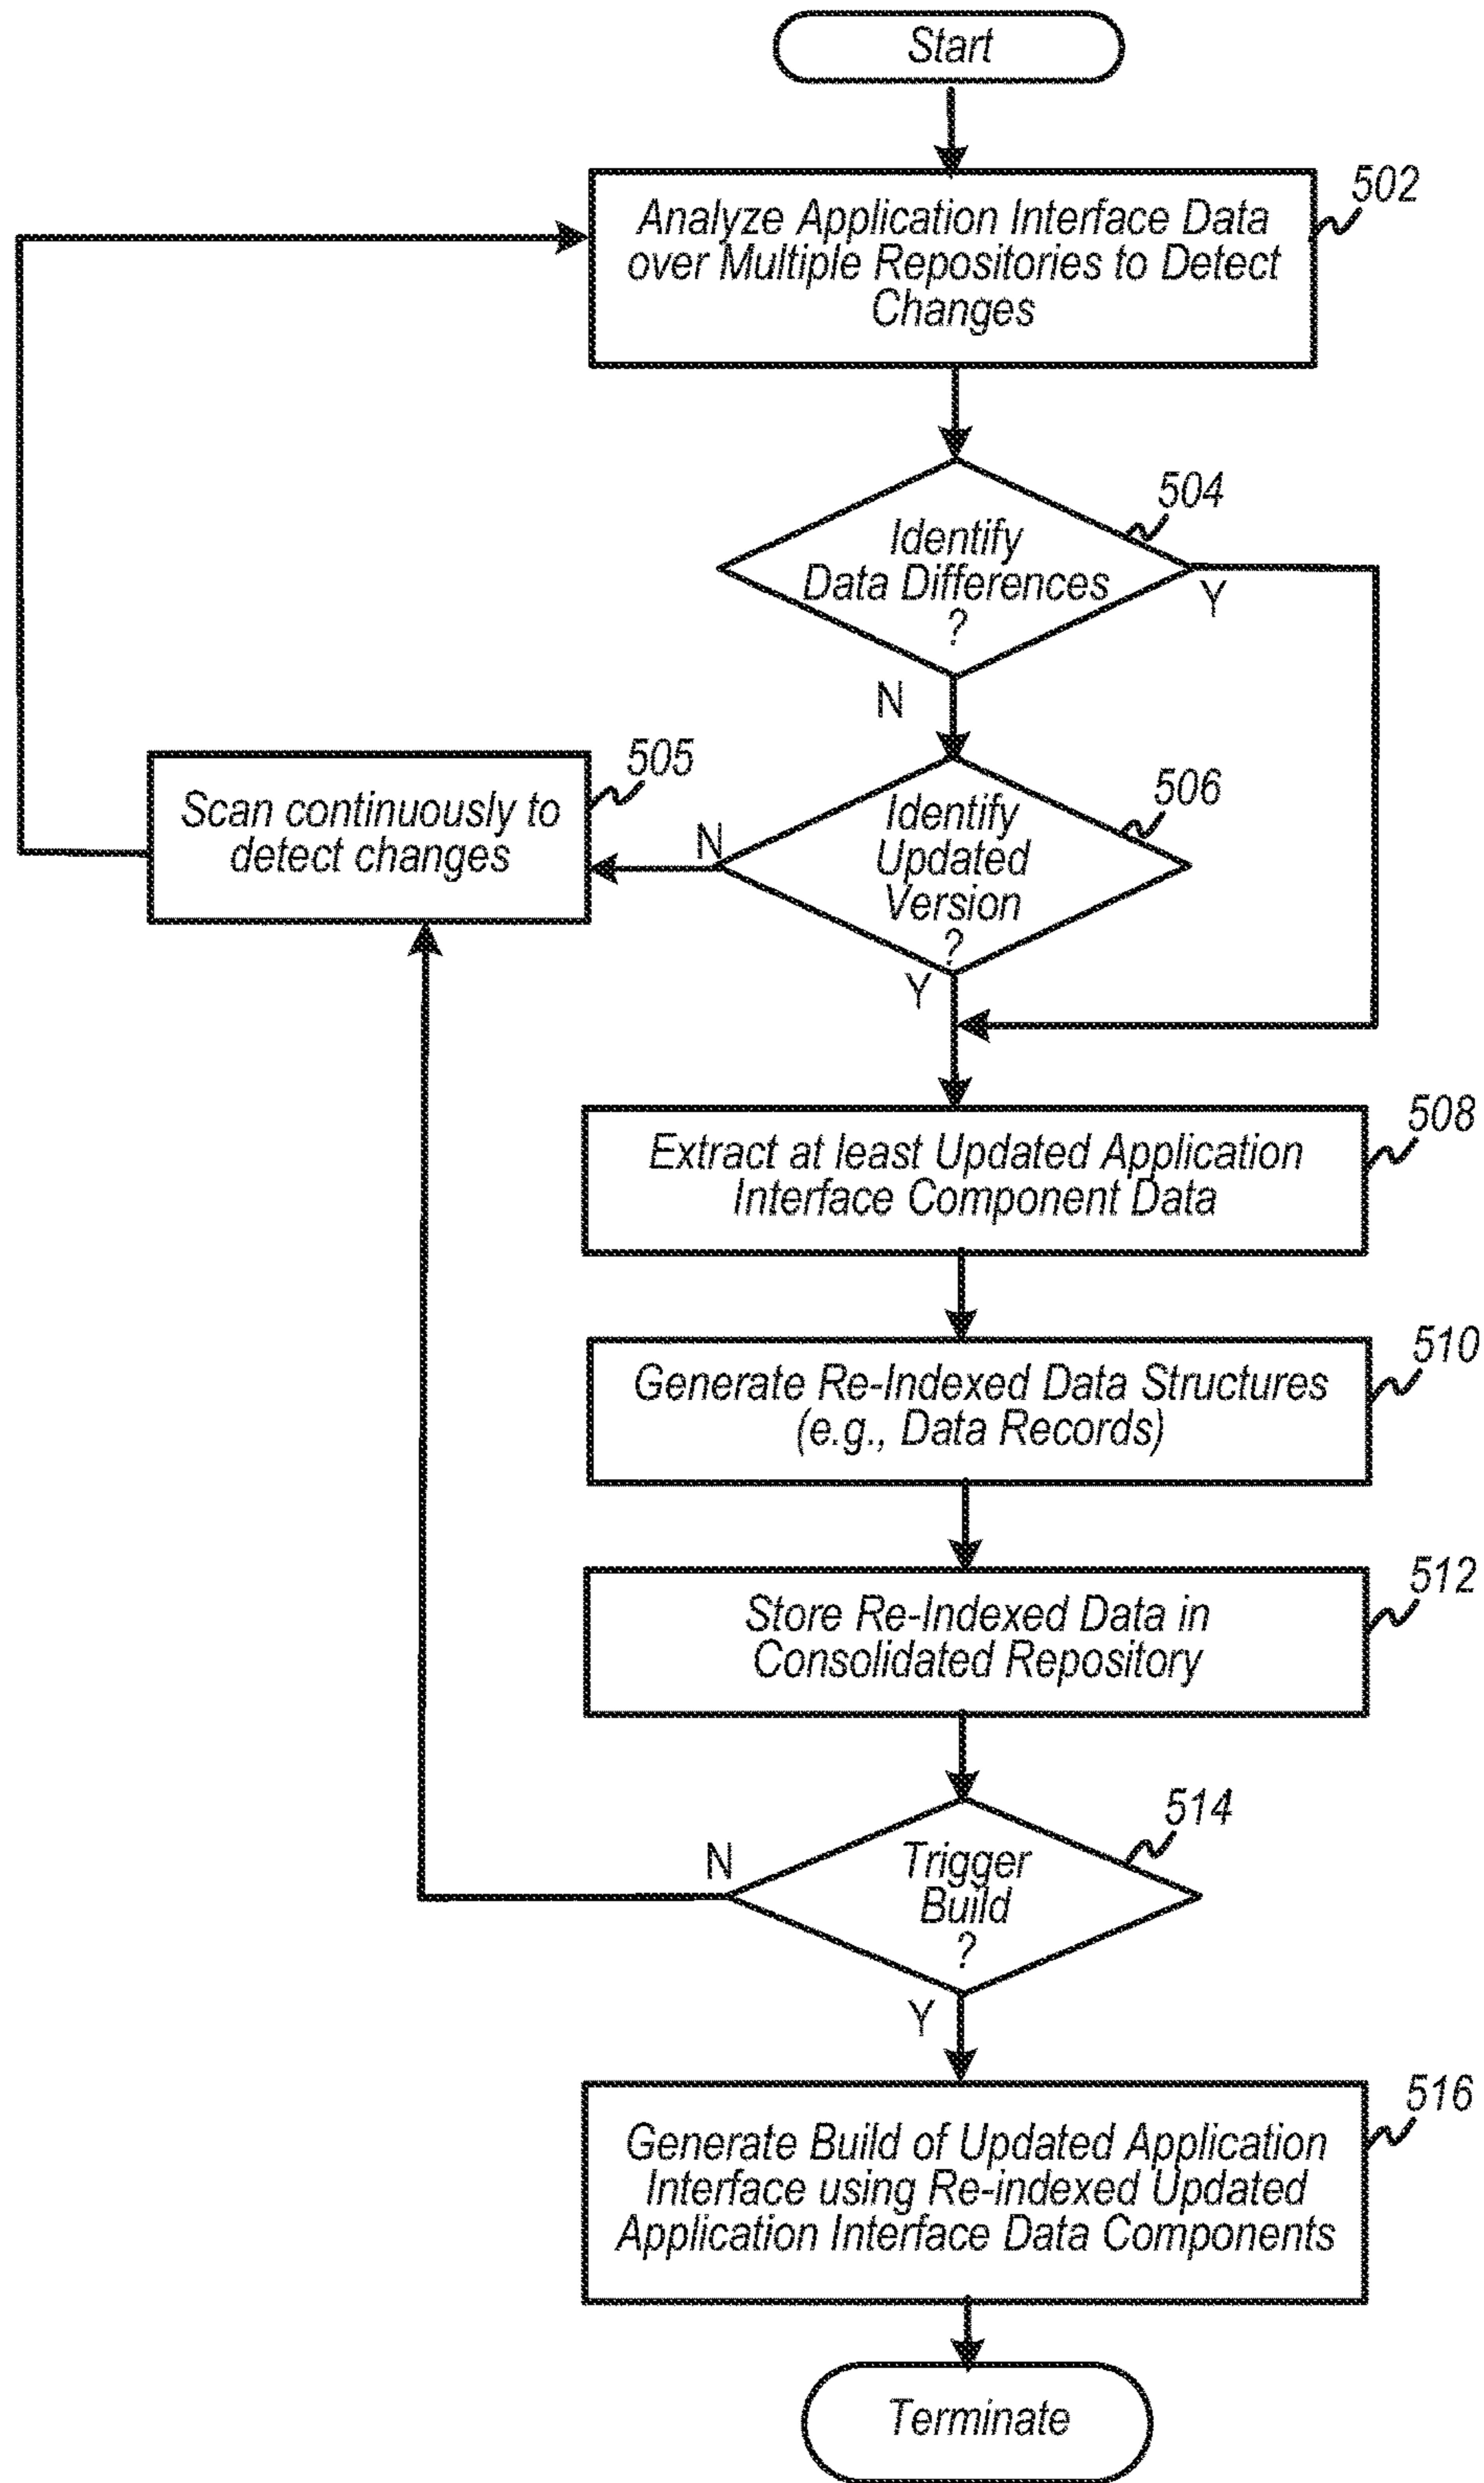 Start
502
Analyze Application Interface Data
over Multiple Repositories to Detect
Changes
504
Identify
Data Differences
?
Y
N
505
Scan continuously to
detect changes
506
Identify
Updated
Version
?
N
Y
508
Extract at least Updated Application
Interface Component Data
510
Generate Re-Indexed Data Structures
(e.g., Data Records)
512
Store Re-Indexed Data in
Consolidated Repository
514
Trigger
Build
?
N
Y
516
Generate Build of Updated Application
Interface using Re-indexed Updated
Application Interface Data Components
Terminate